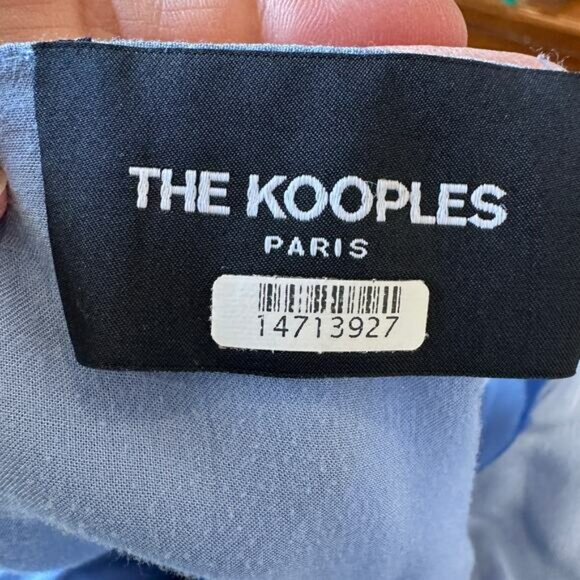 THE KOOPLES
PARIS
14713927